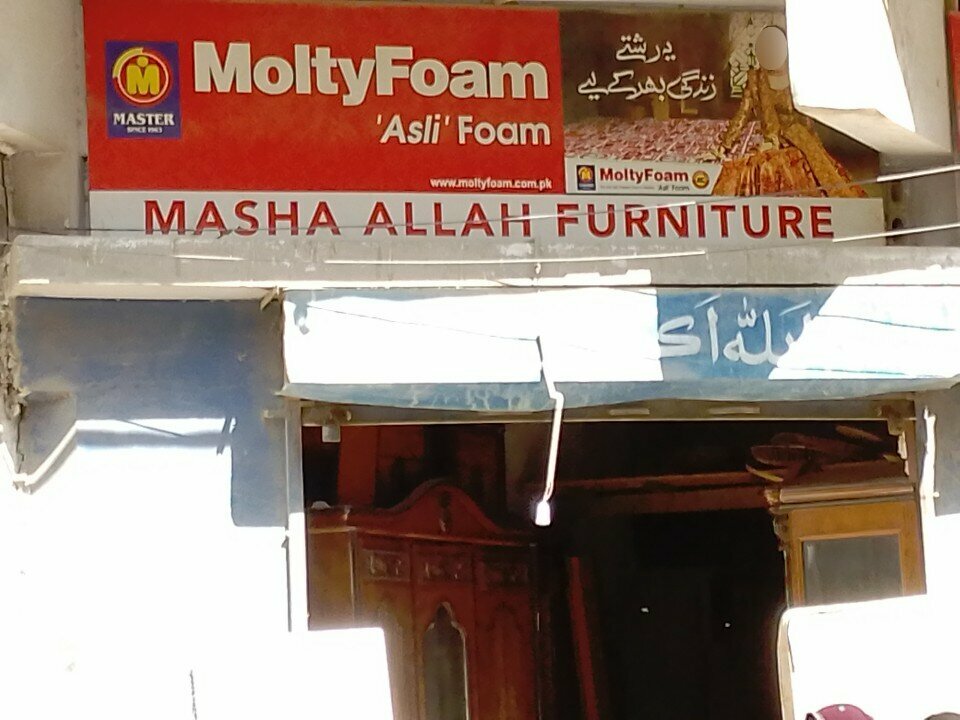 MASTER
SINCE 1963
MoltyFoam
'Asli' Foam
www.moltyfoam.com.pk
یہ رشتے
زندگی بھر کے لیے
MoltyFoam
'Asli' Foam
MASHA ALLAH FURNITURE